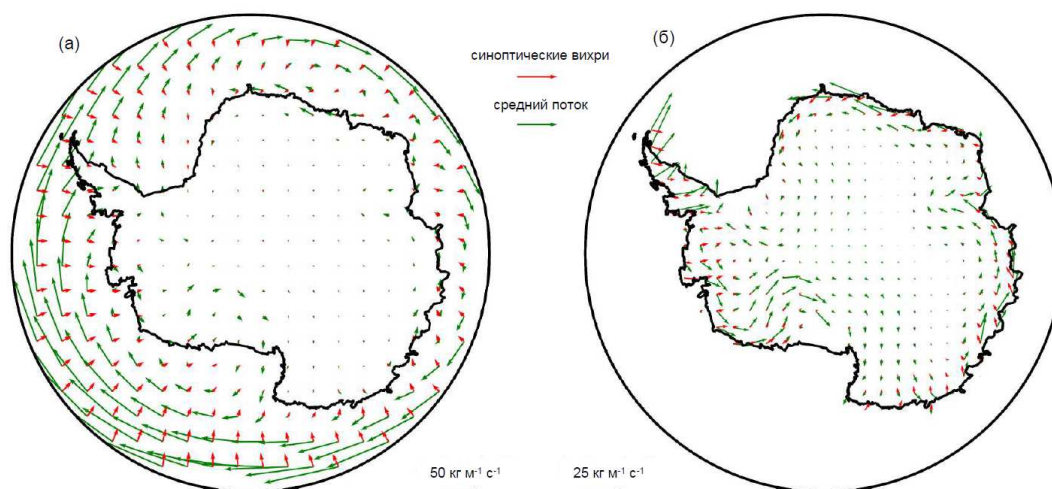 (а)
синоптические вихри
средний поток
(б)
50 кг м⁻¹ с⁻¹
25 кг м⁻¹ с⁻¹